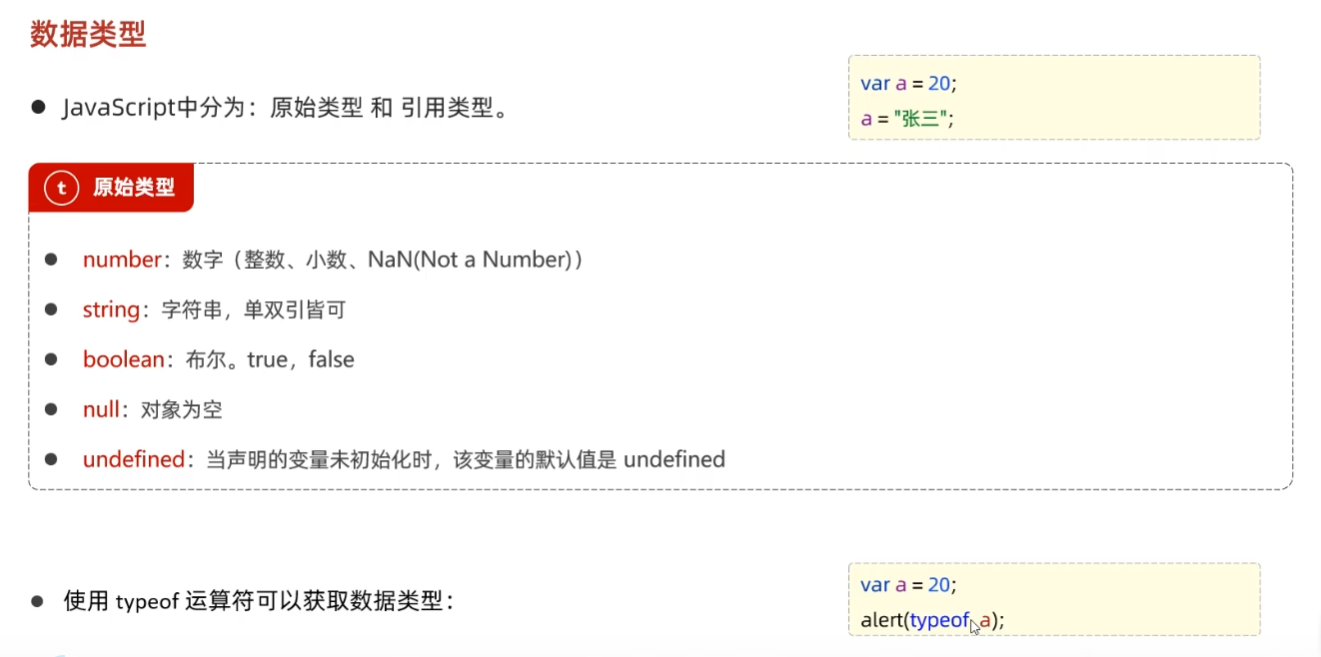 数据类型
JavaScript中分为：原始类型 和 引用类型。
var a = 20;
a = "张三";
t 原始类型
number：数字（整数、小数、NaN(Not a Number)）
string：字符串，单双引皆可
boolean：布尔。true，false
null：对象为空
undefined：当声明的变量未初始化时，该变量的默认值是 undefined
使用 typeof 运算符可以获取数据类型：
var a = 20;
alert(typeof a);